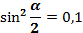 sin² α/2 = 0,1